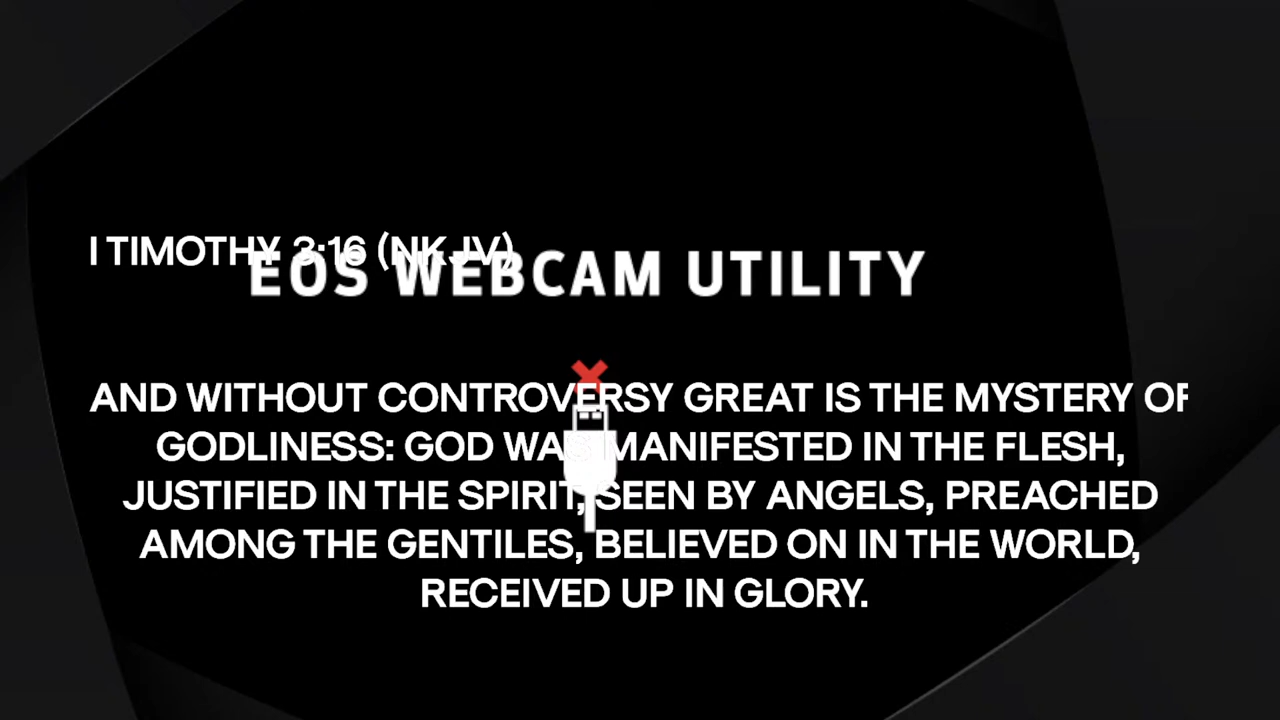 I TIMOTHY 3:16 (NKJV)
EOS WEBCAM UTILITY
AND WITHOUT CONTROVERSY GREAT IS THE MYSTERY OF
GODLINESS: GOD WAS MANIFESTED IN THE FLESH,
JUSTIFIED IN THE SPIRIT, SEEN BY ANGELS, PREACHED
AMONG THE GENTILES, BELIEVED ON IN THE WORLD,
RECEIVED UP IN GLORY.